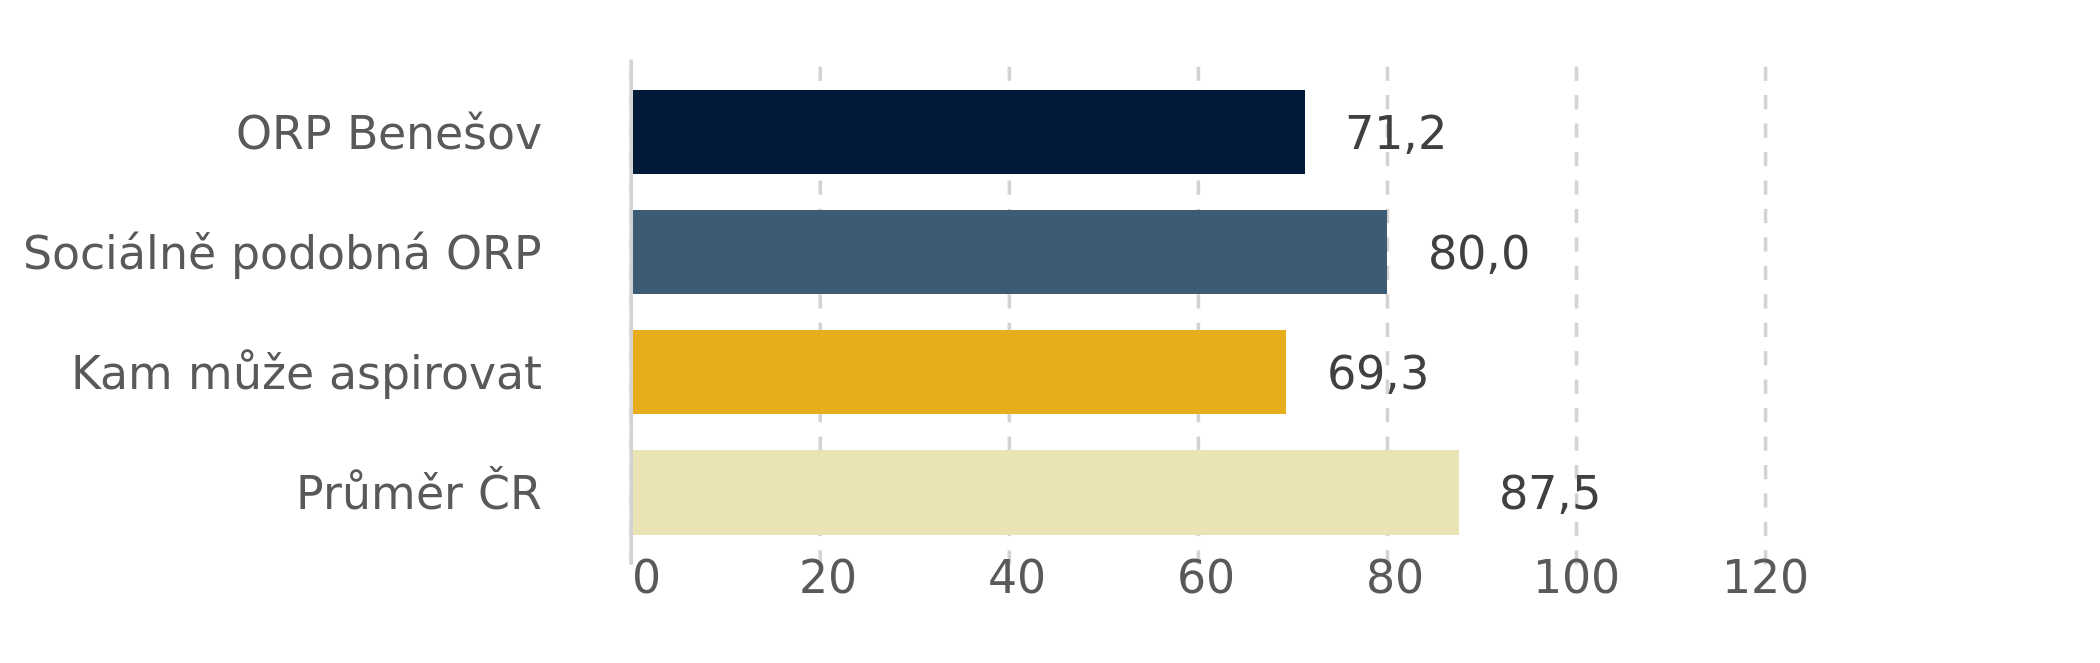 ORP Benešov 71,2
Sociálně podobná ORP 80,0
Kam může aspirovat 69,3
Průměr ČR 87,5
0 20 40 60 80 100 120